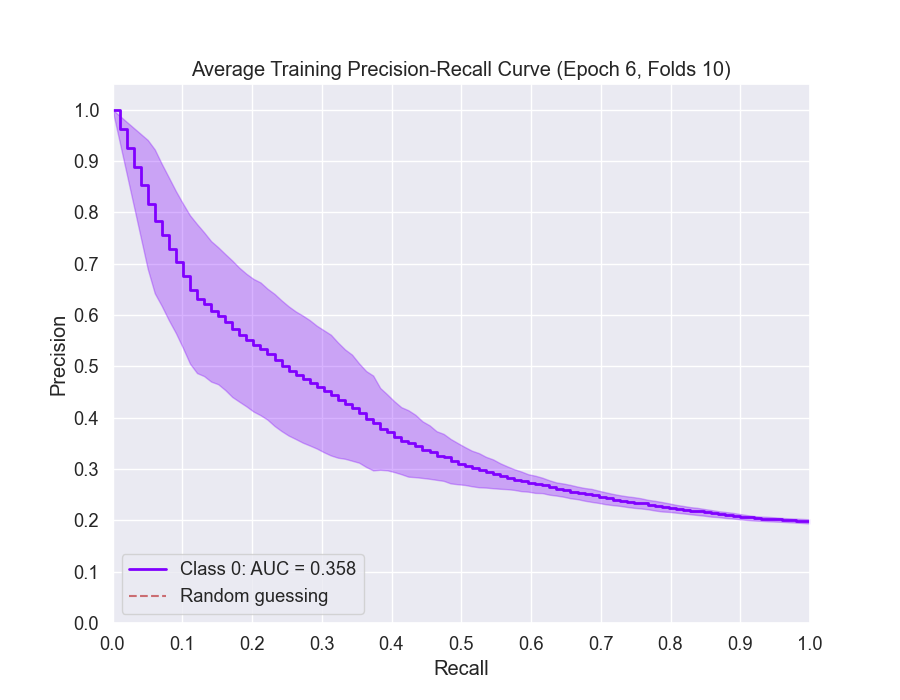 Average Training Precision-Recall Curve (Epoch 6, Folds 10)
1.0
0.9
0.8
0.7
0.6
0.5
0.4
0.3
0.2
0.1
0.0
Precision
Class 0: AUC = 0.358
Random guessing
0.0 0.1 0.2 0.3 0.4 0.5 0.6 0.7 0.8 0.9 1.0
Recall